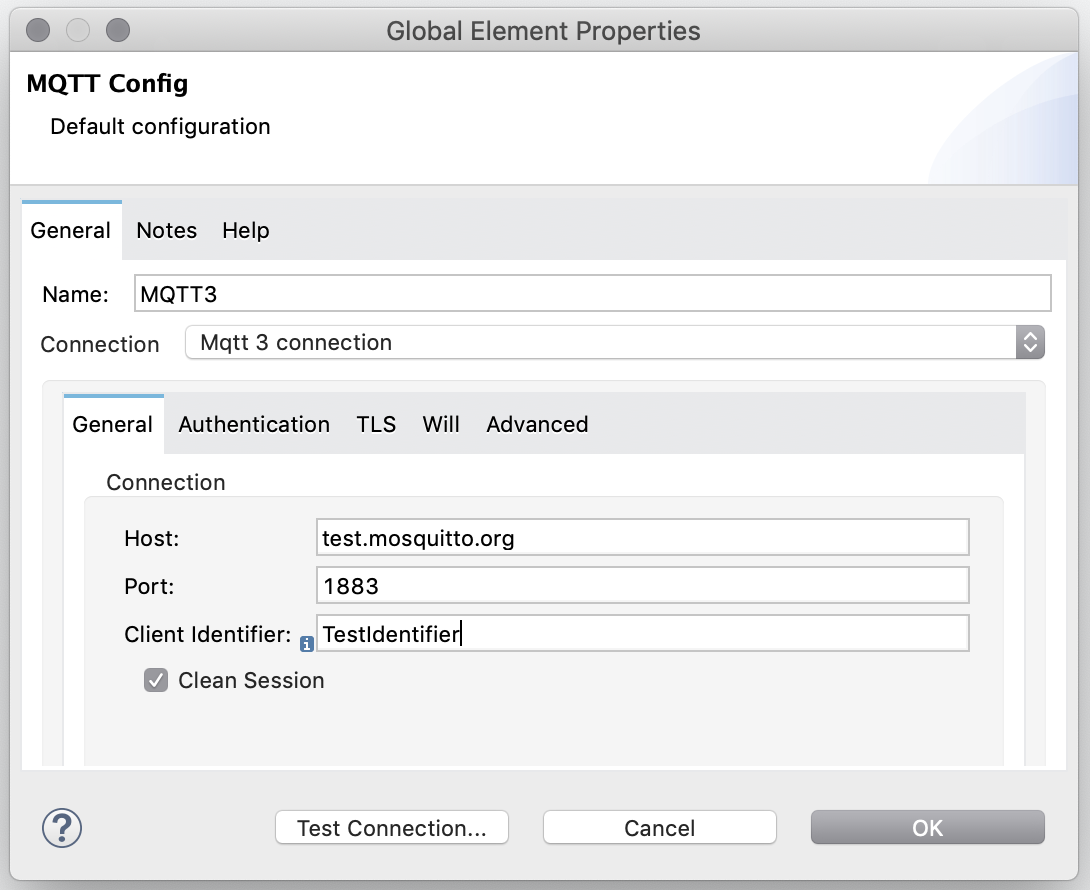 Global Element Properties
MQTT Config
Default configuration
General Notes Help
Name: MQTT3
Connection Mqtt 3 connection
General Authentication TLS Will Advanced
Connection
Host: test.mosquitto.org
Port: 1883
Client Identifier: i TestIdentifier
Clean Session
? Test Connection... Cancel OK